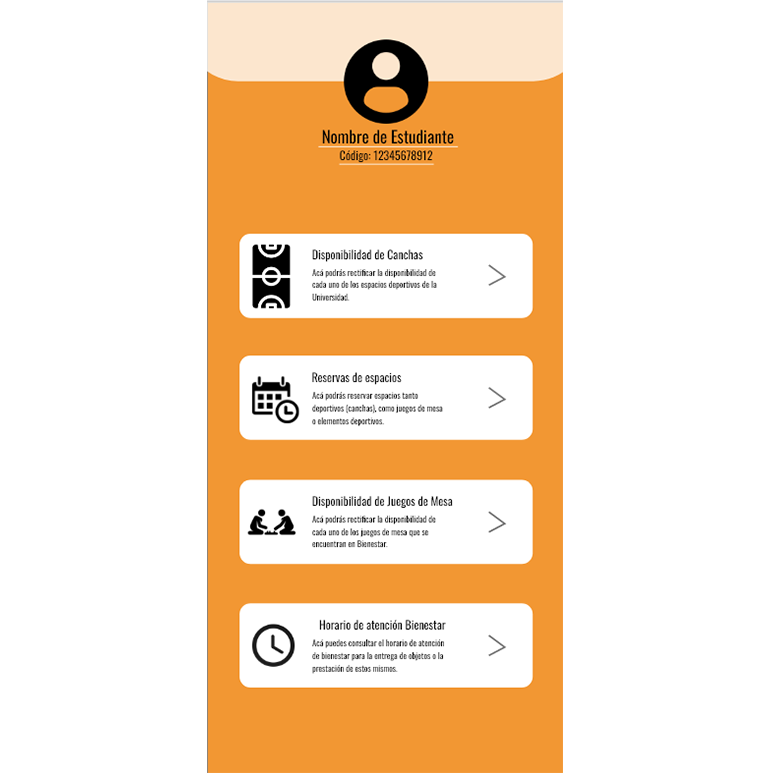 Nombre de Estudiante
Código: 12345678912
Disponibilidad de Canchas
Acá podrás rectificar la disponibilidad de
cada uno de los espacios deportivos de la
Universidad.
Reservas de espacios
Acá podrás reservar espacios tanto
deportivos (canchas), como juegos de mesa
o elementos deportivos.
Disponibilidad de Juegos de Mesa
Acá podrás rectificar la disponibilidad de
cada uno de los juegos de mesa que se
encuentran en Bienestar.
Horario de atención Bienestar
Acá puedes consultar el horario de atención
de bienestar para la entrega de objetos o la
prestación de estos mismos.